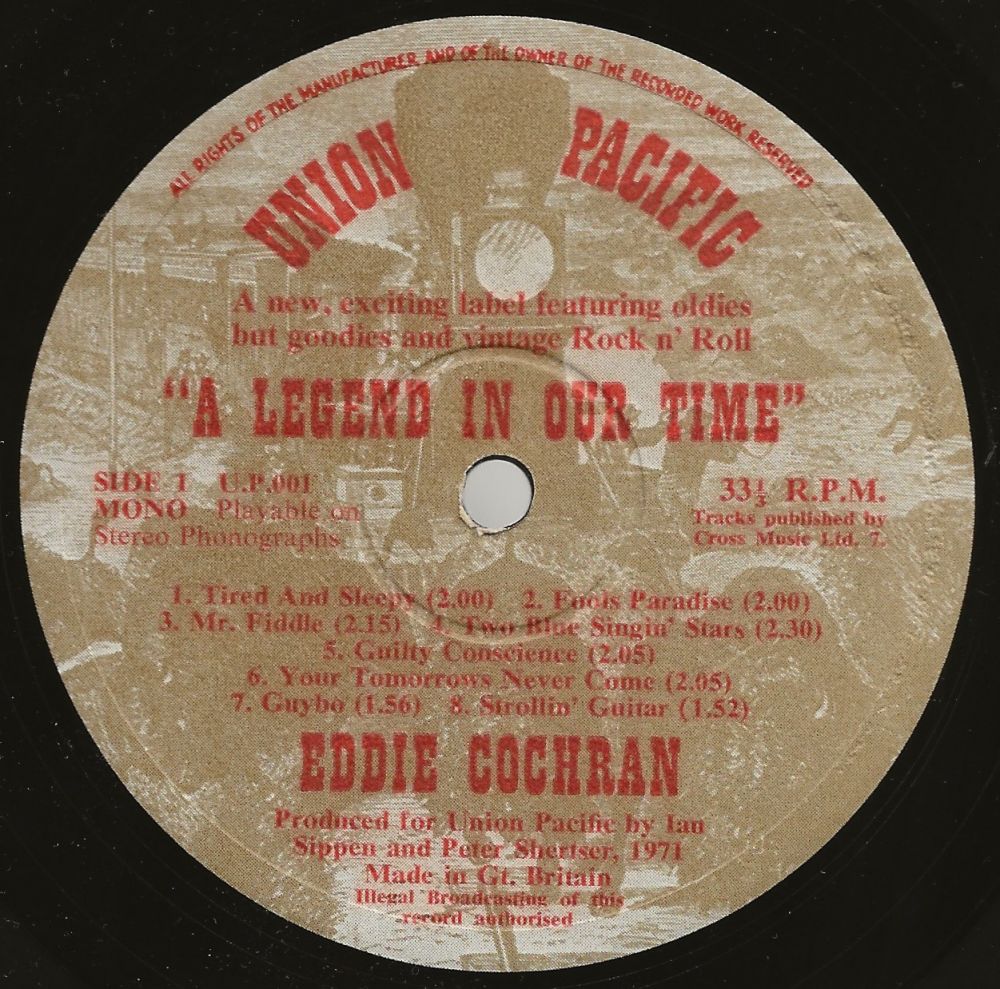 ALL RIGHTS OF THE MANUFACTURER AND OF THE OWNER OF THE RECORDED WORK RESERVED
UNION PACIFIC
A new, exciting label featuring oldies
but goodies and vintage Rock n' Roll
"A LEGEND IN OUR TIME"
SIDE 1 U.P.001
MONO Playable on
Stereo Phonographs
33⅓ R.P.M.
Tracks published by
Cross Music Ltd. 7.
1. Tired And Sleepy (2.00) 2. Fools Paradise (2.00)
3. Mr. Fiddle (2.15) 4. Two Blue Singin' Stars (2.30)
5. Guilty Conscience (2.05)
6. Your Tomorrows Never Come (2.05)
7. Guybo (1.56) 8. Strollin' Guitar (1.52)
EDDIE COCHRAN
Produced for Union Pacific by Ian
Sippen and Peter Shertser, 1971
Made in Gt. Britain
Illegal Broadcasting of this
record authorised